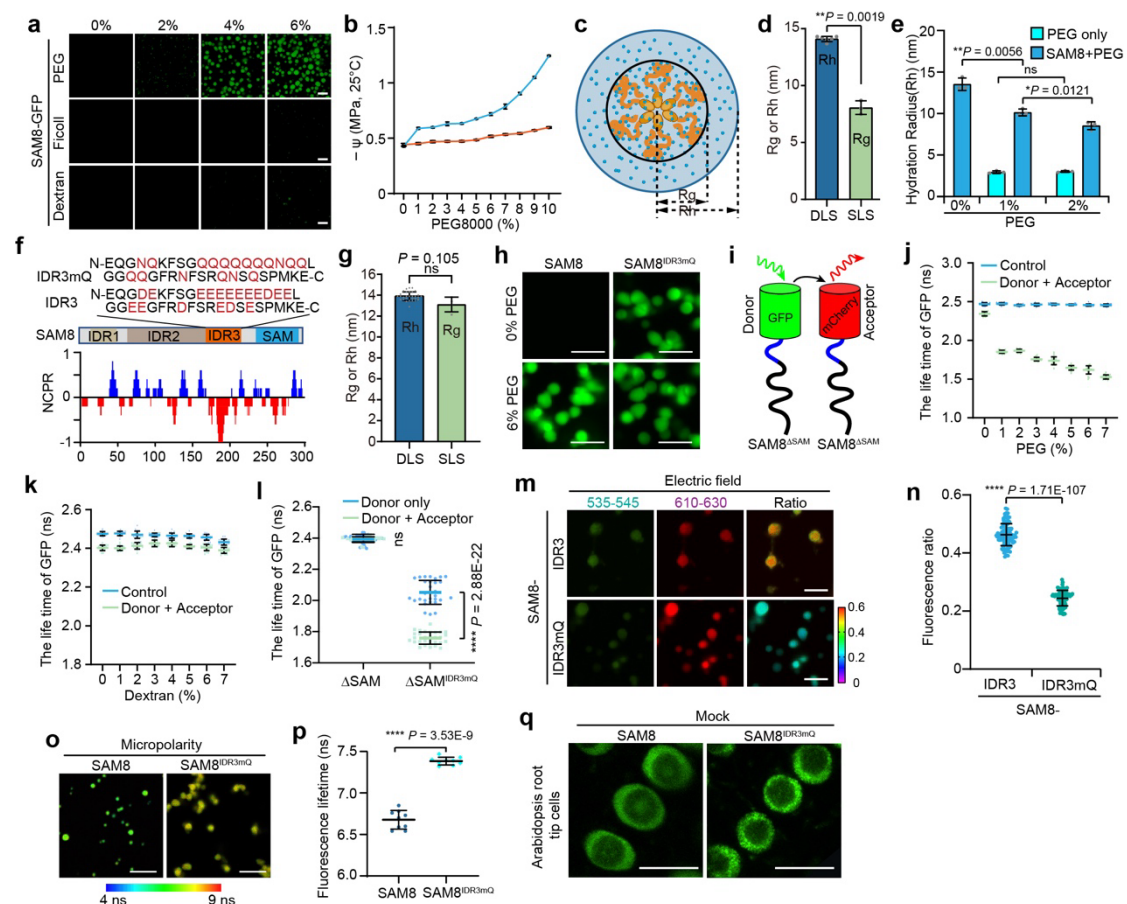 a
0% 2% 4% 6%
SAM8-GFP
PEG
Ficoll
Dextran
b
− ψ (MPa, 25°C)
1.5
1.0
0.5
0
0 1 2 3 4 5 6 7 8 9 10
PEG8000 (%)
c
Rg
Rh
d
**P = 0.0019
Rg or Rh (nm)
15
10
5
0
Rh
Rg
DLS SLS
e
PEG only
SAM8+PEG
Hydration Radius(Rh) (nm)
**P = 0.0056
ns
*P = 0.0121
20
15
10
5
0
0% 1% 2%
PEG
f
N-EQGNQKFSGQQQQQQQNQQL
GGQQGFRNFSRQNSQSPMKE-C
IDR3mQ
N-EQGDEKFSGEEEEEEEDEEL
GGEEGFRDFSREDSESPMKE-C
IDR3
SAM8 IDR1 IDR2 IDR3 SAM
NCPR
1
0
-1
0 50 100 150 200 250 300
g
P = 0.105
ns
Rg or Rh (nm)
16
14
12
10
8
6
4
2
0
Rh
Rg
DLS SLS
h
SAM8 SAM8IDR3mQ
0% PEG
6% PEG
i
Donor
GFP
mCherry
Acceptor
SAM8ΔSAM SAM8ΔSAM
j
Control
Donor + Acceptor
The life time of GFP (ns)
3.0
2.5
2.0
1.5
1.0
0 1 2 3 4 5 6 7
PEG (%)
k
The life time of GFP (ns)
2.6
2.4
2.2
2.0
1.8
1.6
Control
Donor + Acceptor
0 1 2 3 4 5 6 7
Dextran (%)
l
Donor only
Donor + Acceptor
The life time of GFP (ns)
2.6
2.4
2.2
2.0
1.8
1.6
ns
**** P = 2.88E-22
ΔSAM ΔSAMIDR3mQ
m
Electric field
535-545 610-630 Ratio
SAM8-
IDR3
IDR3mQ
0.6
0.4
0.2
0
n
**** P = 1.71E-107
Fluorescence ratio
0.6
0.4
0.2
0
IDR3 IDR3mQ
SAM8-
o
Micropolarity
SAM8 SAM8IDR3mQ
4 ns 9 ns
p
**** P = 3.53E-9
Fluorescence lifetime (ns)
7.5
7.0
6.5
6.0
SAM8 SAM8IDR3mQ
q
Mock
SAM8 SAM8IDR3mQ
Arabidopsis root
tip cells